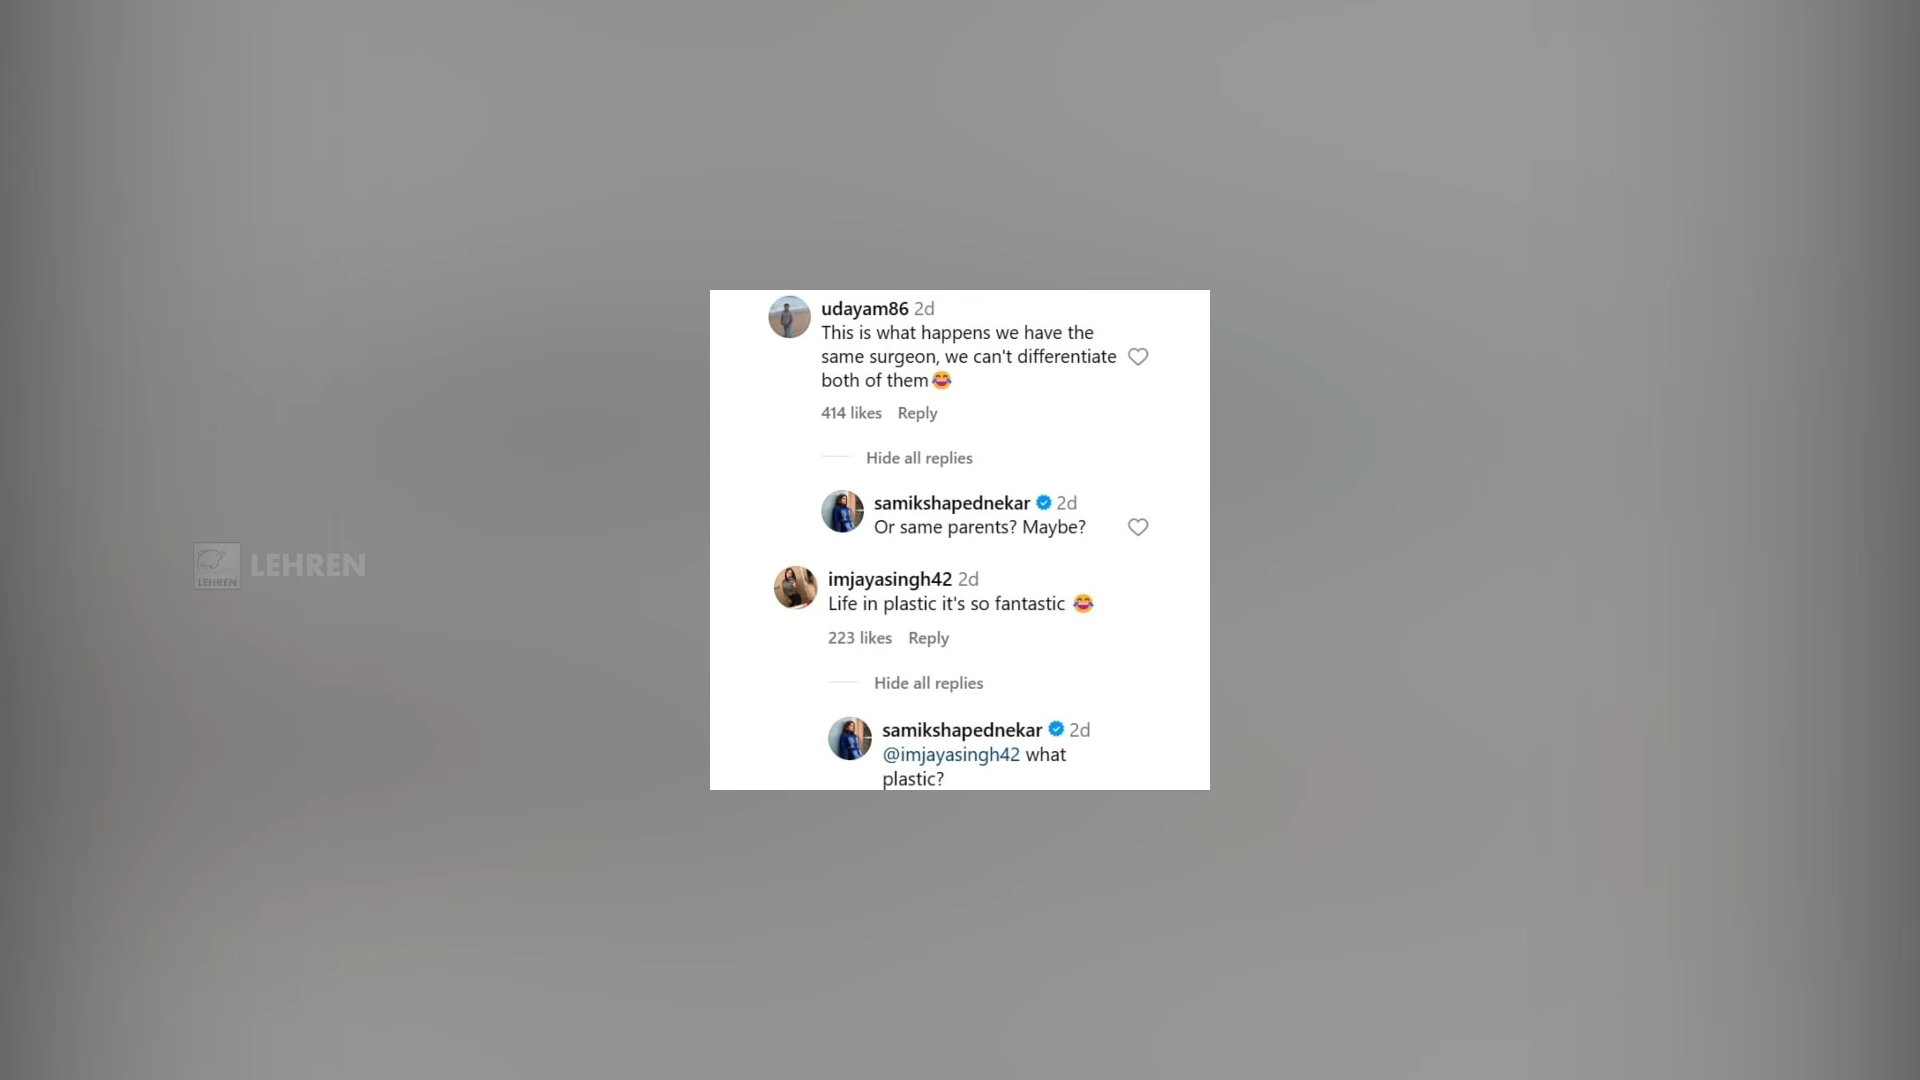 udayam86 2d
This is what happens we have the
same surgeon, we can't differentiate
both of them😂
414 likes Reply
Hide all replies
samikshapednekar 2d
Or same parents? Maybe?
imjayasingh42 2d
Life in plastic it's so fantastic 😂
223 likes Reply
Hide all replies
samikshapednekar 2d
@imjayasingh42 what
plastic?
LEHREN
LEHREN